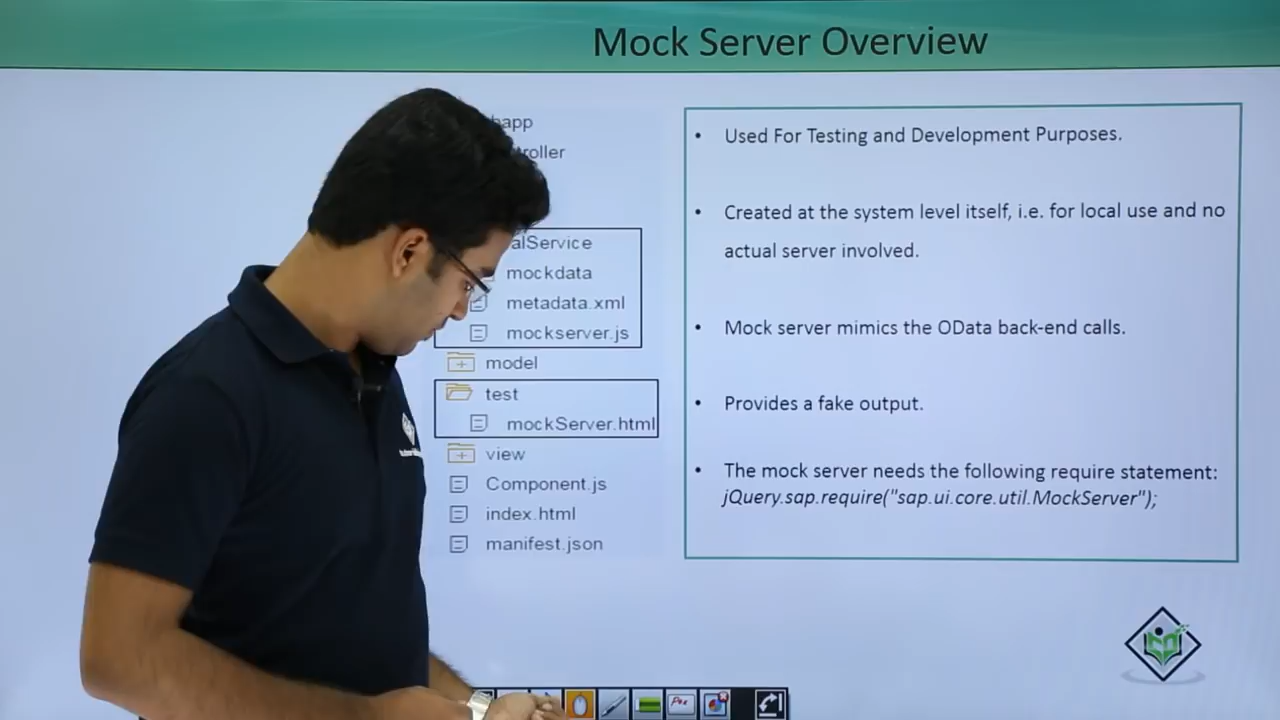 Mock Server Overview
mockdata
metadata.xml
mockserver.js
model
test
mockServer.html
view
Component.js
index.html
manifest.json
• Used For Testing and Development Purposes.
• Created at the system level itself, i.e. for local use and no
actual server involved.
• Mock server mimics the OData back-end calls.
• Provides a fake output.
• The mock server needs the following require statement:
jQuery.sap.require("sap.ui.core.util.MockServer");